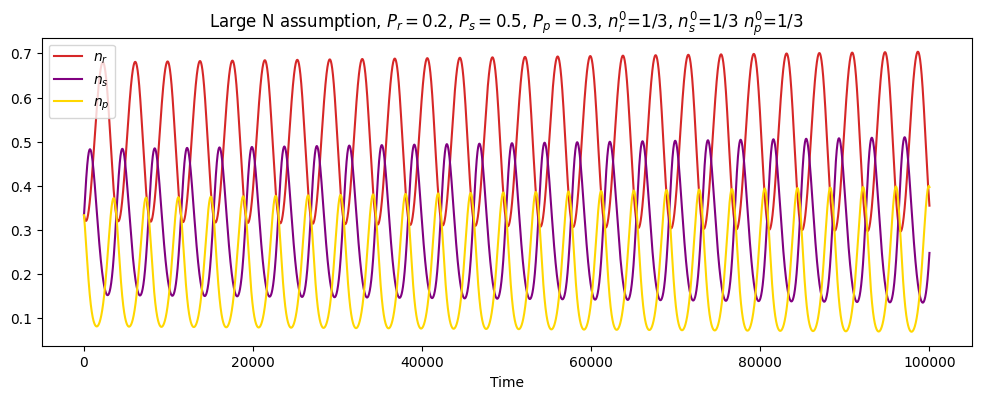 Large N assumption, $P_r = 0.2$, $P_s = 0.5$, $P_p = 0.3$, $n_r^0$=1/3, $n_s^0$=1/3 $n_p^0$=1/3
$n_r$
$n_s$
$n_p$
0.7
0.6
0.5
0.4
0.3
0.2
0.1
0 20000 40000 60000 80000 100000
Time